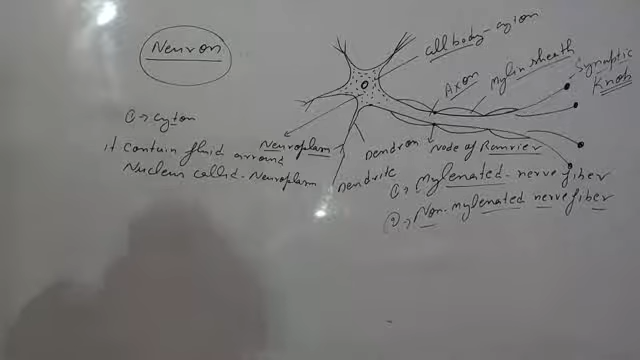 Neuron
Cell body-cyton
Axon
Mylin sheath
Synaptic
Knob
① → cyton
it contain fluid arround
Nucleus called-Neuroplasm
Neuroplasm
Dendron
Dendrite
Node of Ranvier
① → Mylenated-nerve fiber
② → Non-mylenated nerve fiber